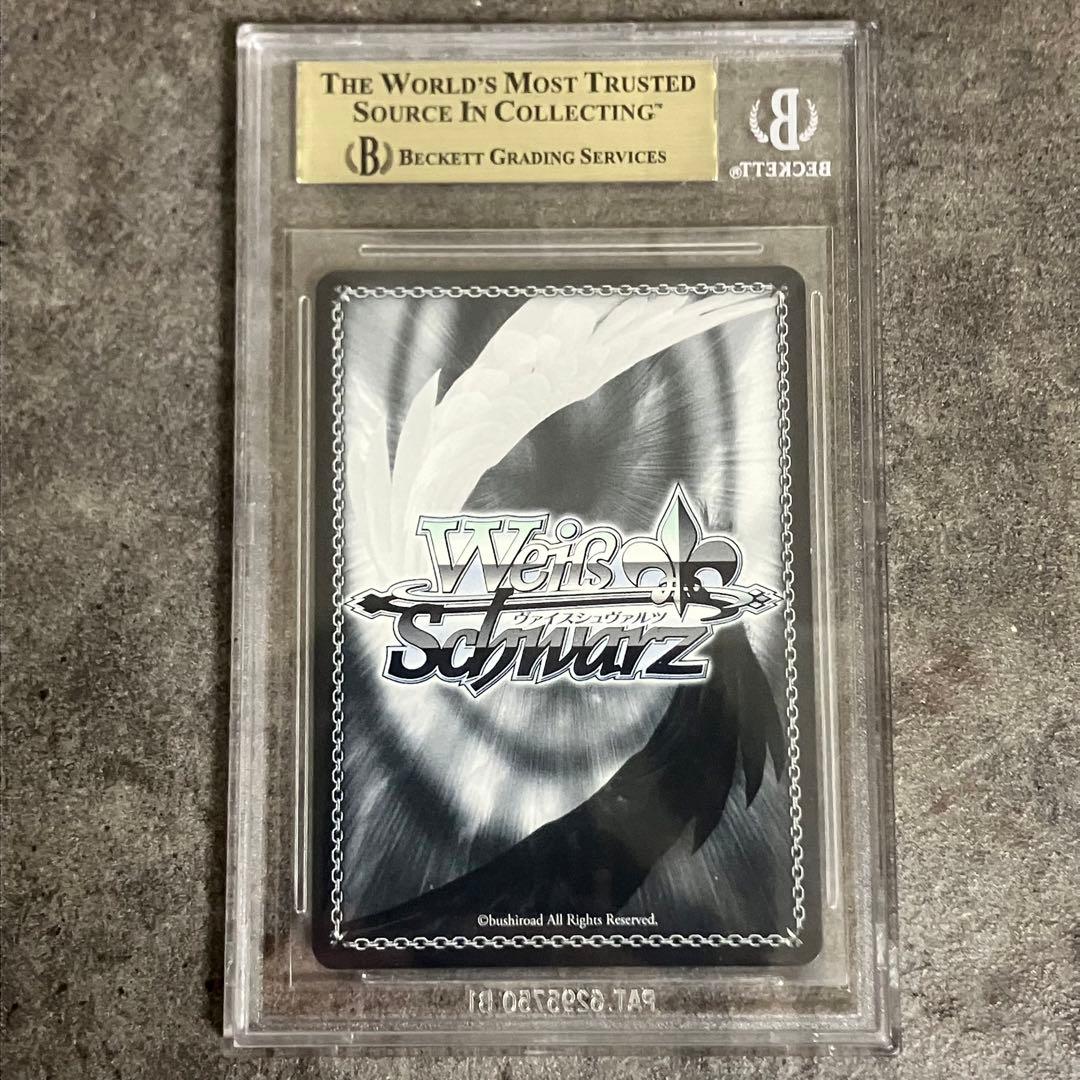 THE WORLD'S MOST TRUSTED
SOURCE IN COLLECTING™
B BECKETT GRADING SERVICES
B
BECKETT®
Weiß
ヴァイスシュヴァルツ
Schwarz
©bushiroad All Rights Reserved.
PAT. 6295750 B1